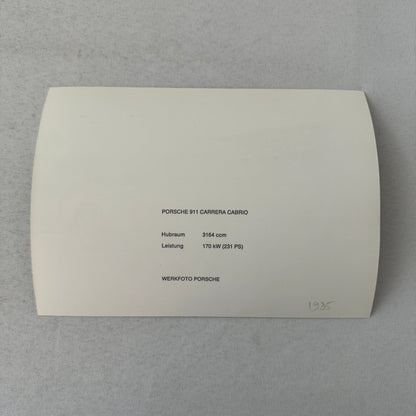 PORSCHE 911 CARRERA CABRIO
Hubraum 3164 ccm
Leistung 170 kW (231 PS)
WERKFOTO PORSCHE
1985